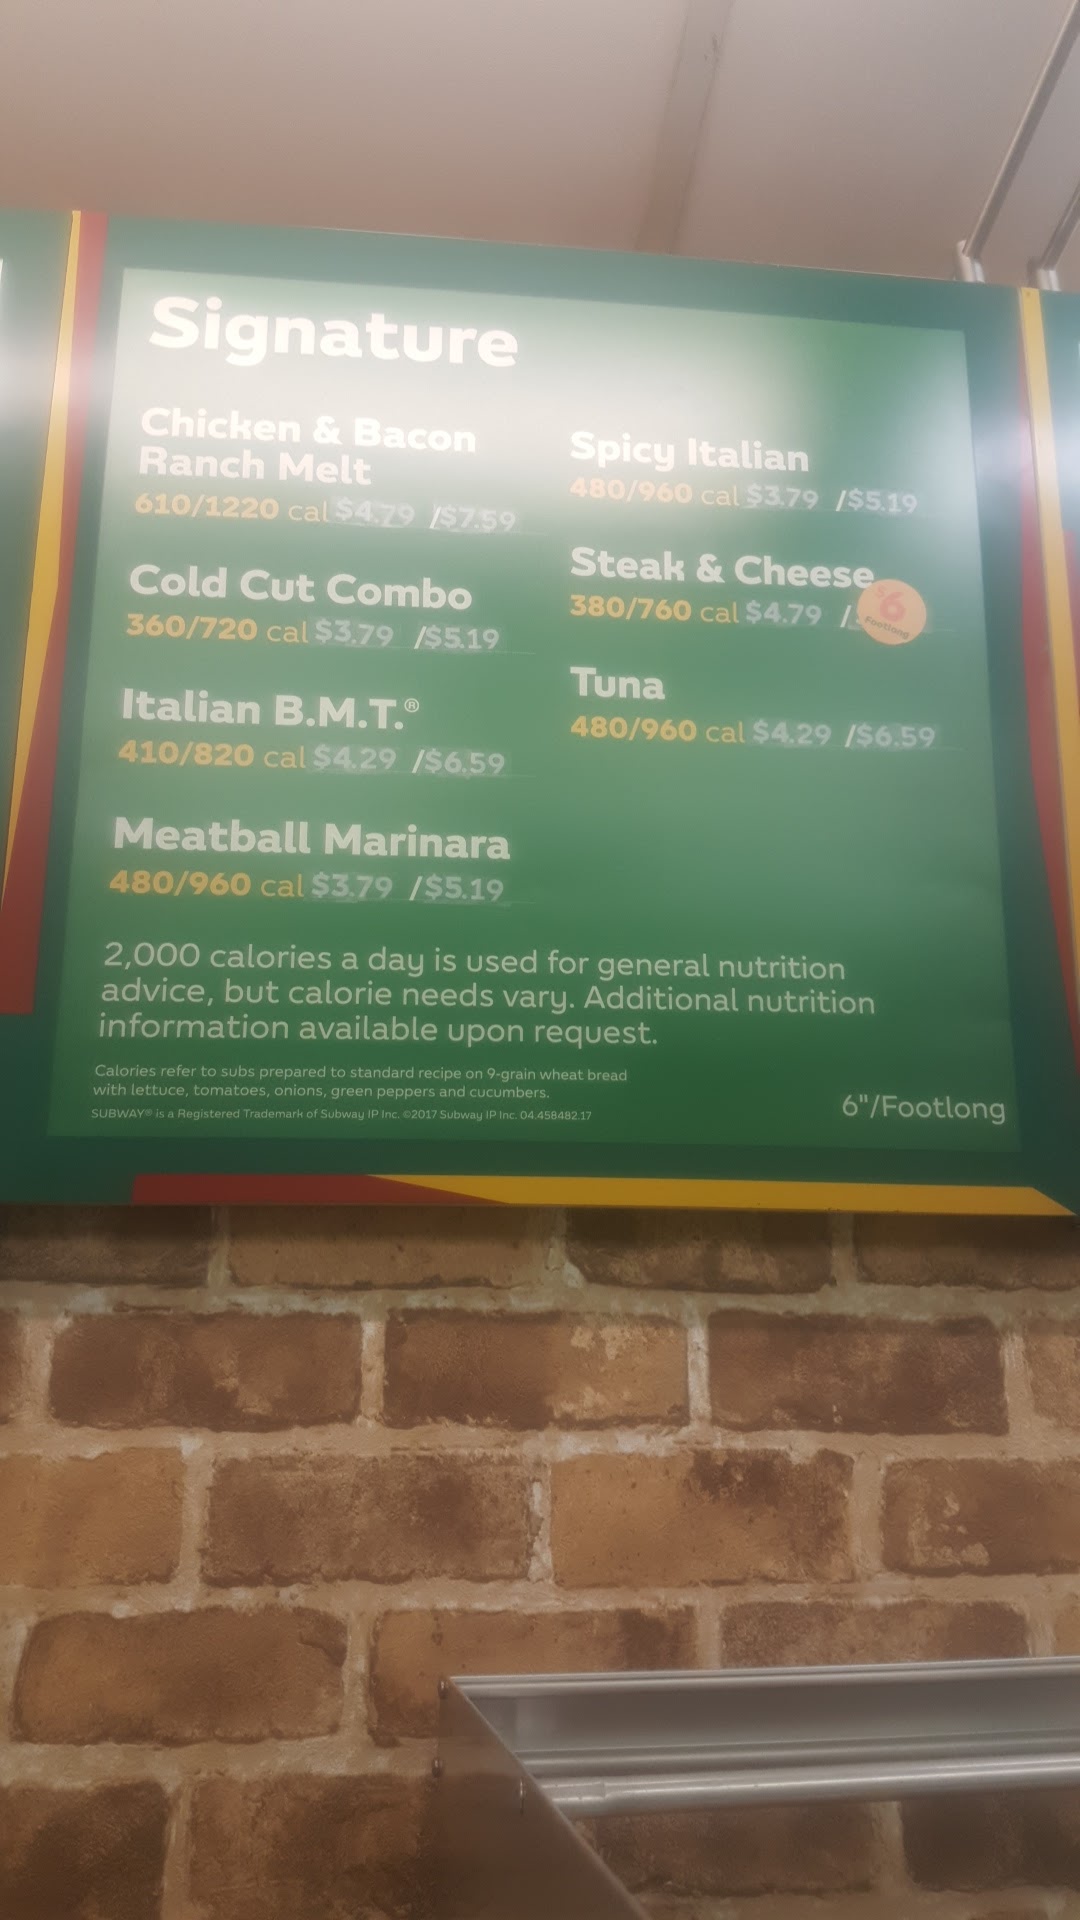 Signature
Chicken & Bacon
Ranch Melt
610/1220 cal $4.79 /$7.59
Cold Cut Combo
360/720 cal $3.79 /$5.19
Italian B.M.T.®
410/820 cal $4.29 /$6.59
Meatball Marinara
480/960 cal $3.79 /$5.19
Spicy Italian
480/960 cal $3.79 /$5.19
Steak & Cheese
380/760 cal $4.79 /
$6
Footlong
Tuna
480/960 cal $4.29 /$6.59
2,000 calories a day is used for general nutrition
advice, but calorie needs vary. Additional nutrition
information available upon request.
Calories refer to subs prepared to standard recipe on 9-grain wheat bread
with lettuce, tomatoes, onions, green peppers and cucumbers.
SUBWAY® is a Registered Trademark of Subway IP Inc. ©2017 Subway IP Inc. 04.458482.17
6"/Footlong